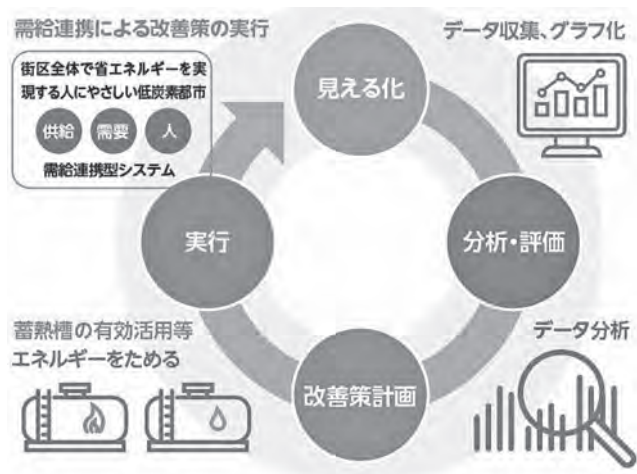 需給連携による改善策の実行
街区全体で省エネルギーを実
現する人にやさしい低炭素都市
供給 需要 人
需給連携型システム
見える化
データ収集、グラフ化
実行
分析・評価
蓄熱槽の有効活用等
エネルギーをためる
改善策計画
データ分析